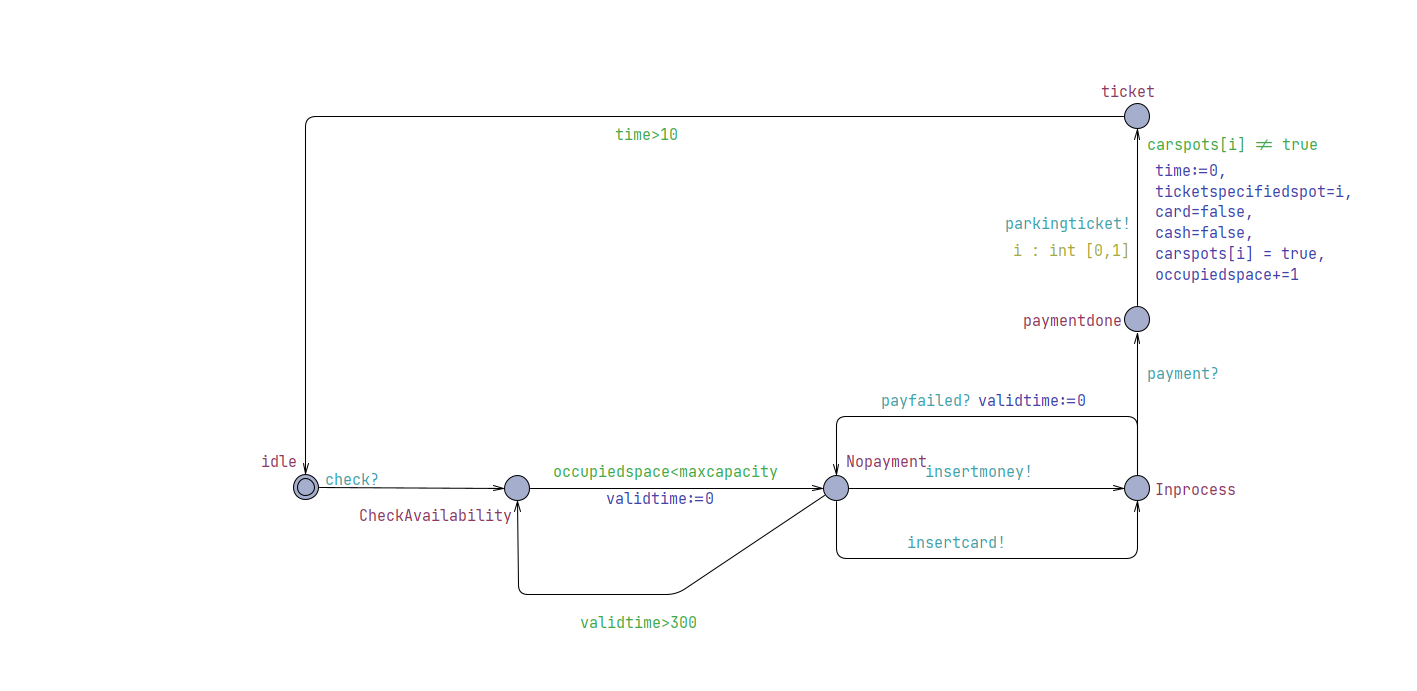 ticket
time>10
carspots[i] ≠ true
time:=0,
ticketspecifiedspot=i,
card=false,
cash=false,
carspots[i] = true,
occupiedspace+=1
parkingticket!
i : int [0,1]
paymentdone
payment?
payfailed? validtime:=0
idle
check?
CheckAvailability
occupiedspace<maxcapacity
validtime:=0
Nopayment
insertmoney!
Inprocess
insertcard!
validtime>300